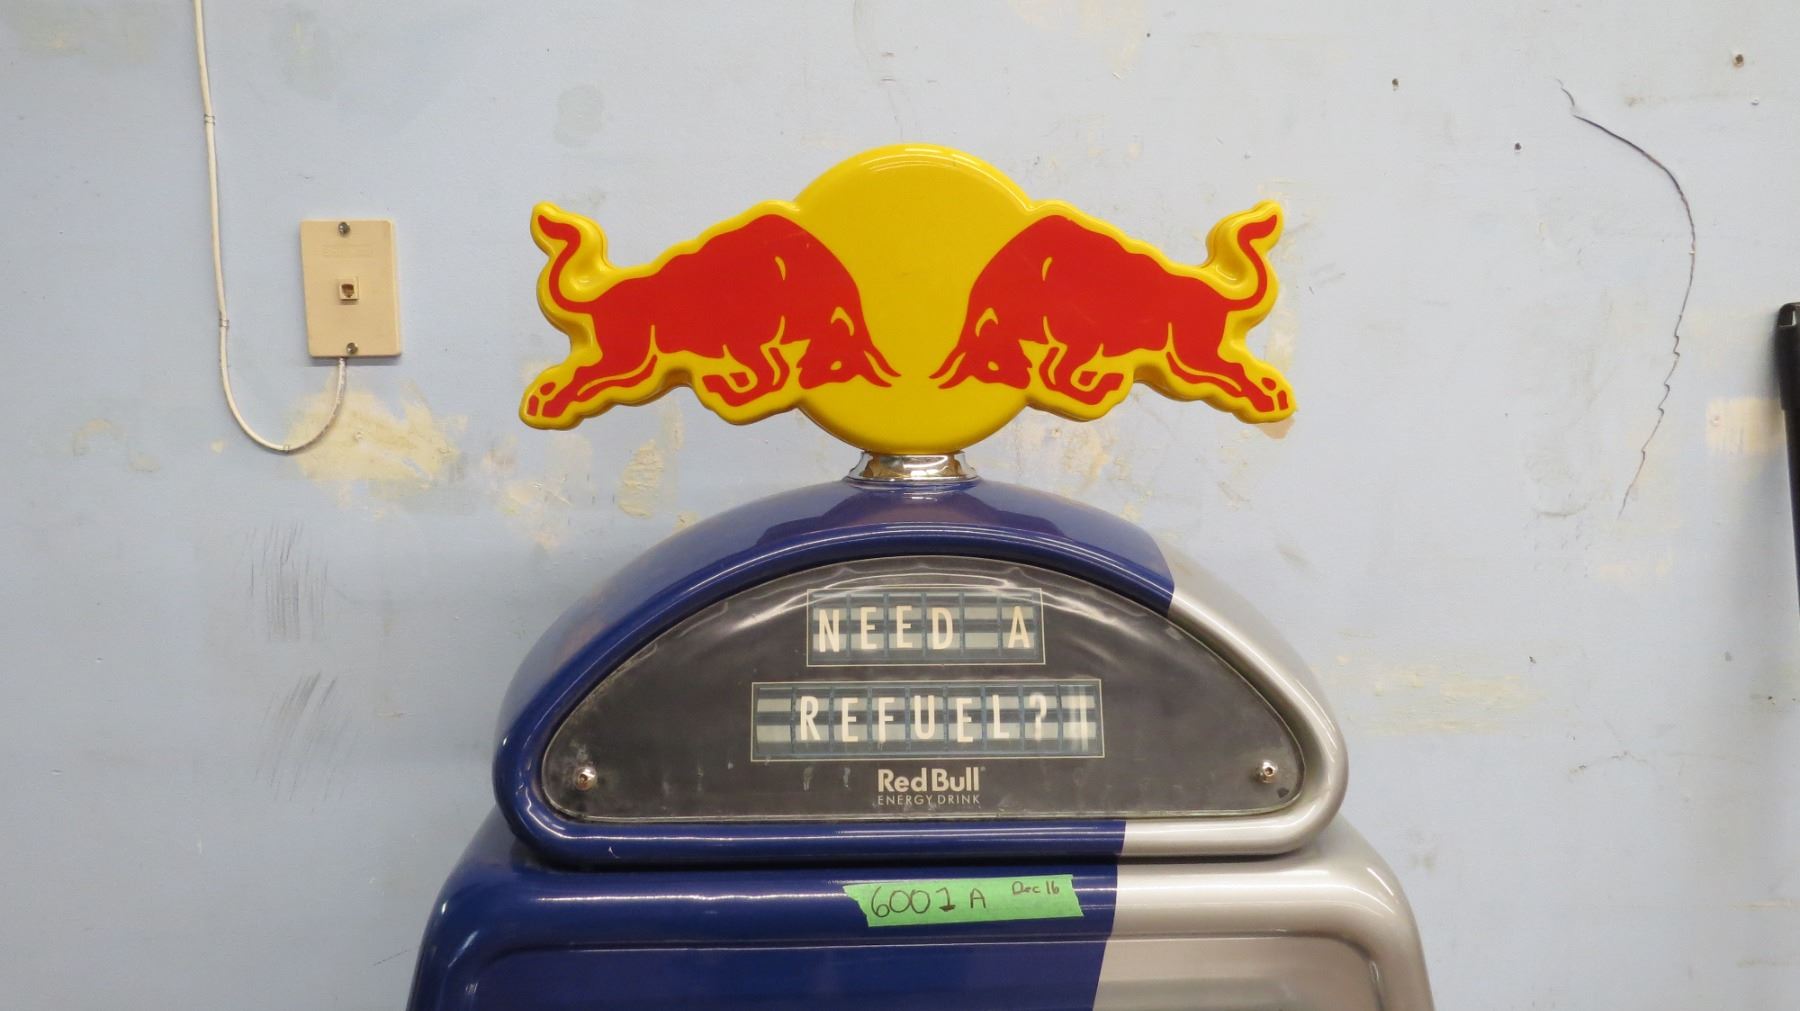 NEED A
REFUEL?
Red Bull®
ENERGY DRINK
6001 A Dec 16